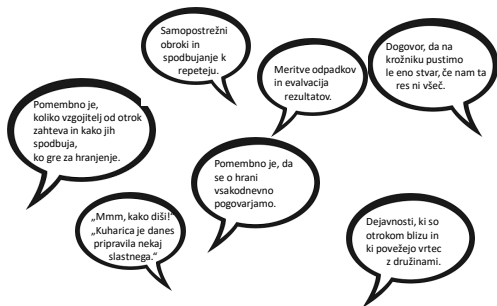 Samopostrežni
obroki in
spodbujanje k
repeteju.
Meritve odpadkov
in evalvacija
rezultatov.
Dogovor, da na
krožniku pustimo
le eno stvar, če nam ta
res ni všeč.
Pomembno je,
koliko vzgojitelj od otrok
zahteva in kako jih
spodbuja,
ko gre za hranjenje.
Pomembno je, da
se o hrani
vsakodnevno
pogovarjamo.
„Mmm, kako diši!“
„Kuharica je danes
pripravila nekaj
slastnega.“
Dejavnosti, ki so
otrokom blizu in
ki povežejo vrtec
z družinami.